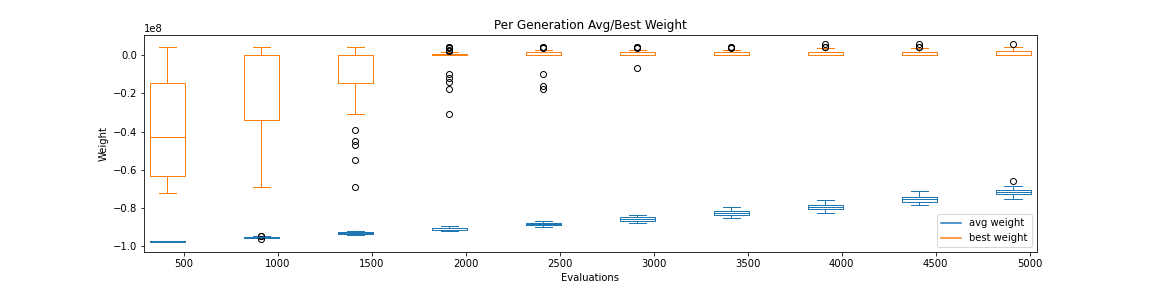 Per Generation Avg/Best Weight
1e8
0.0
−0.2
−0.4
−0.6
−0.8
−1.0
Weight
500
1000
1500
2000
2500
3000
3500
4000
4500
5000
Evaluations
avg weight
best weight